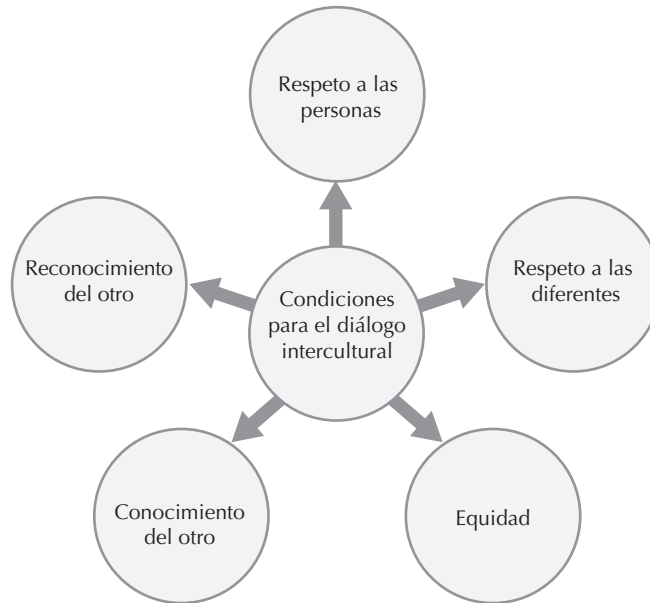 Respeto a las
personas
Reconocimiento
del otro
Condiciones
para el diálogo
intercultural
Respeto a las
diferentes
Conocimiento
del otro
Equidad